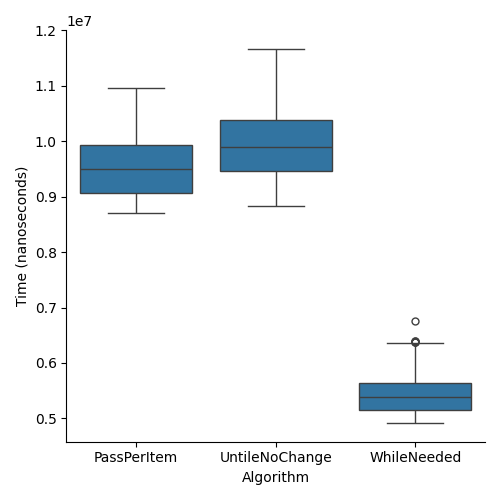 1e7
1.2
1.1
1.0
0.9
0.8
0.7
0.6
0.5
Time (nanoseconds)
PassPerItem
UntileNoChange
WhileNeeded
Algorithm